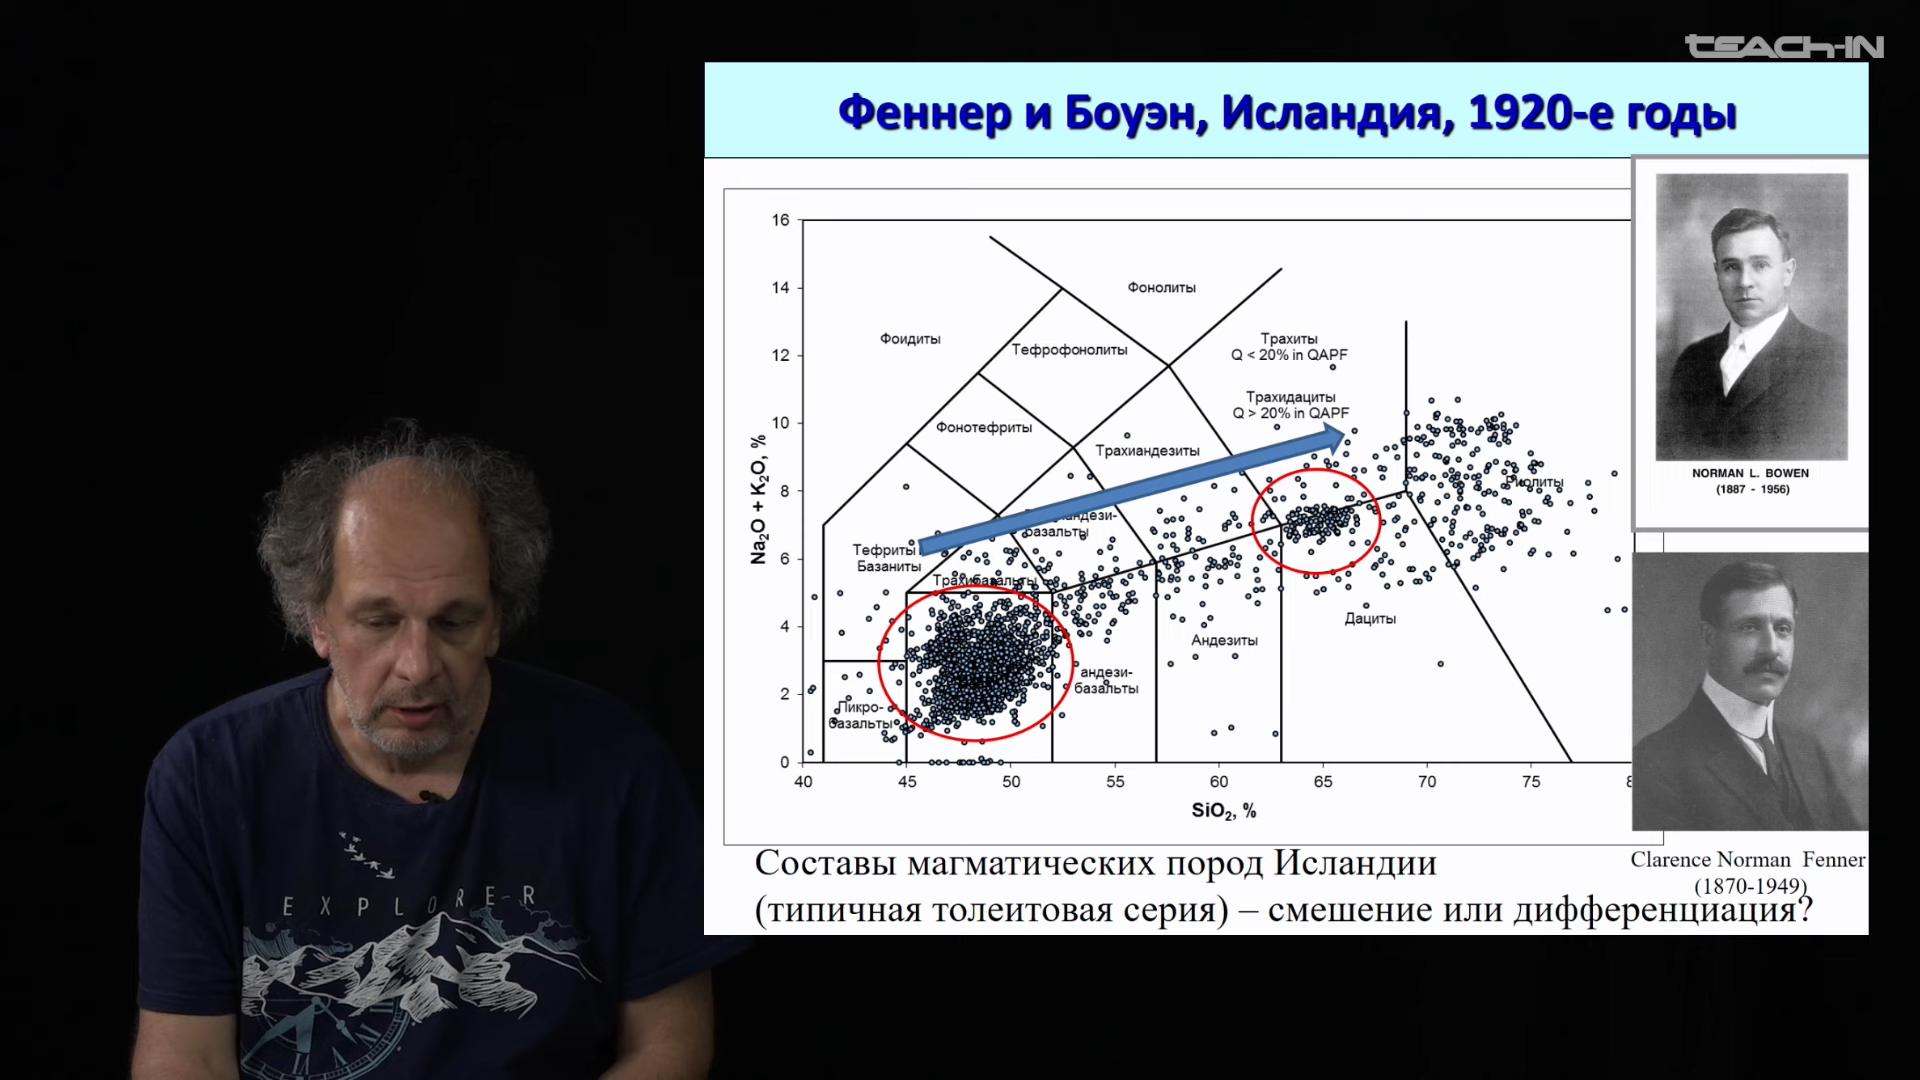 TEACH-IN
Феннер и Боуэн, Исландия, 1920-е годы
16
14
12
10
8
6
4
2
0
Na₂O + K₂O, %
Фонолиты
Фоидиты
Трахиты
Q < 20% in QAPF
Тефрофонолиты
Трахидациты
Q > 20% in QAPF
Фонотефриты
Трахиандезиты
Риолиты
базальты
Тефриты
Базаниты
Трахибазальты
Дациты
Андезиты
андези-
базальты
Пикро-
базальты
40
45
50
55
60
65
70
75
SiO₂, %
NORMAN L. BOWEN
(1887 - 1956)
Clarence Norman Fenner
(1870-1949)
Составы магматических пород Исландии
(типичная толеитовая серия) – смешение или дифференциация?
EXPLORER